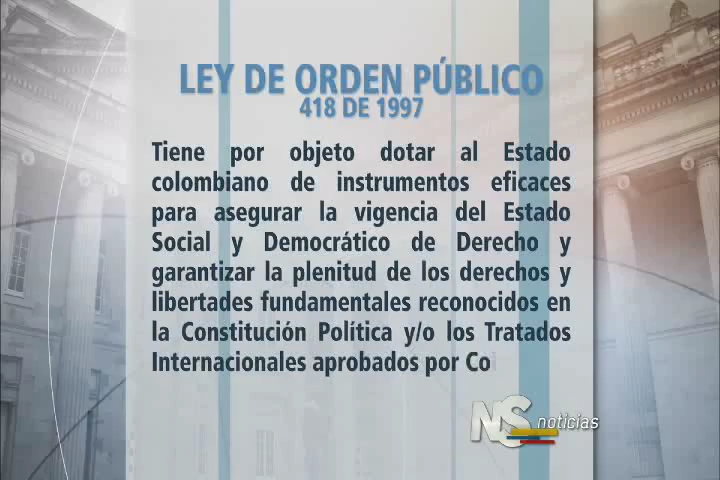 LEY DE ORDEN PÚBLICO
418 DE 1997
Tiene por objeto dotar al Estado
colombiano de instrumentos eficaces
para asegurar la vigencia del Estado
Social y Democrático de Derecho y
garantizar la plenitud de los derechos y
libertades fundamentales reconocidos en
la Constitución Política y/o los Tratados
Internacionales aprobados por Co
NS noticias